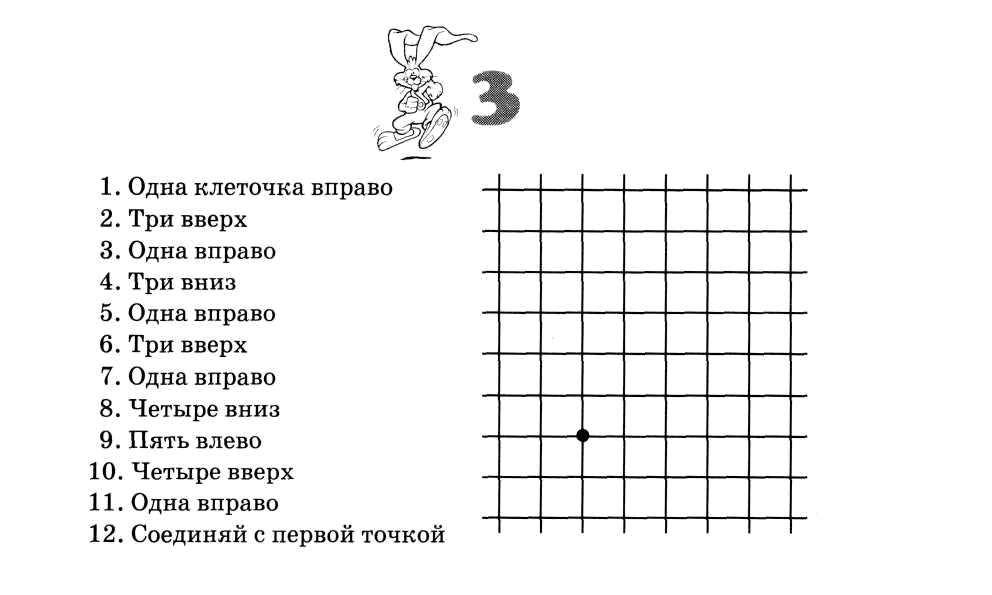 3
1. Одна клеточка вправо
2. Три вверх
3. Одна вправо
4. Три вниз
5. Одна вправо
6. Три вверх
7. Одна вправо
8. Четыре вниз
9. Пять влево
10. Четыре вверх
11. Одна вправо
12. Соединяй с первой точкой